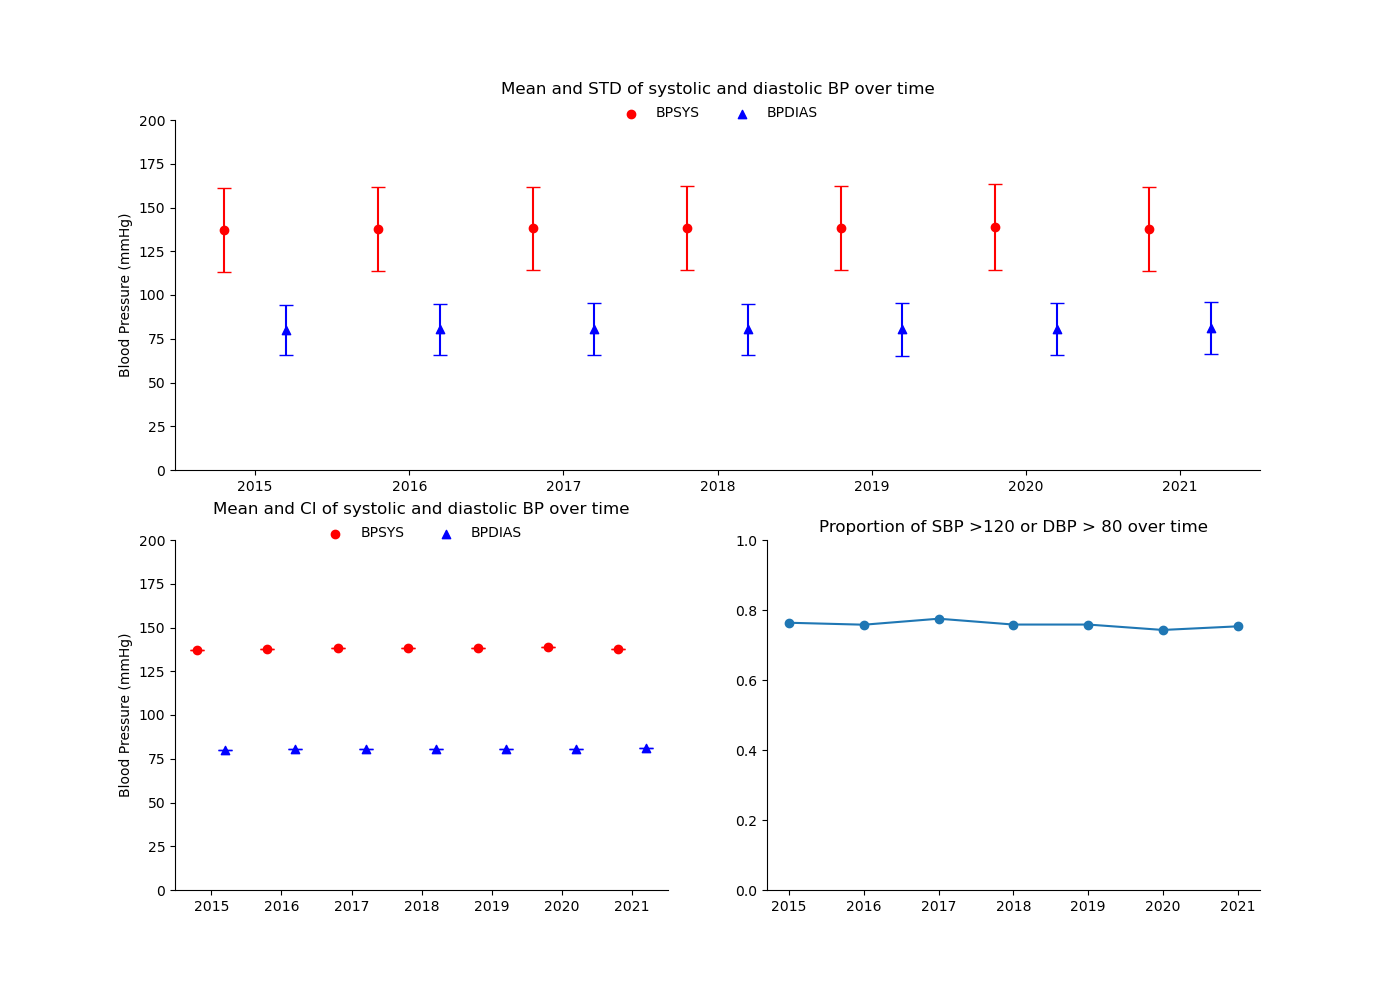 Mean and STD of systolic and diastolic BP over time
BPSYS BPDIAS
Blood Pressure (mmHg)
200
175
150
125
100
75
50
25
0
2015 2016 2017 2018 2019 2020 2021
Mean and CI of systolic and diastolic BP over time
BPSYS BPDIAS
Blood Pressure (mmHg)
200
175
150
125
100
75
50
25
0
2015 2016 2017 2018 2019 2020 2021
Proportion of SBP >120 or DBP > 80 over time
1.0
0.8
0.6
0.4
0.2
0.0
2015 2016 2017 2018 2019 2020 2021